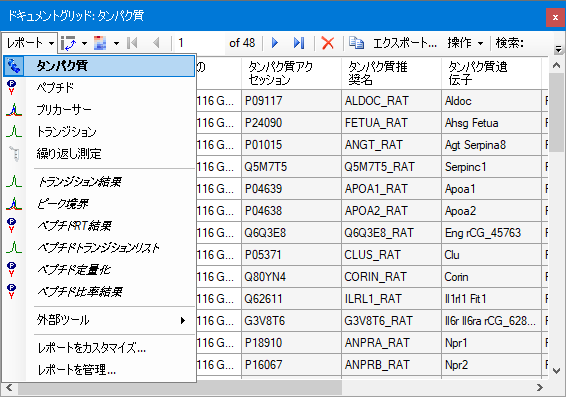 ドキュメントグリッド: タンパク質
レポート 1 of 48 エクスポート... 操作 検索:
の タンパク質アクセッション タンパク質推奨名 タンパク質遺伝子
タンパク質
ペプチド 116 G... P09117 ALDOC_RAT Aldoc
プリカーサー 116 G... P24090 FETUA_RAT Ahsg Fetua
トランジション 116 G... P01015 ANGT_RAT Agt Serpina8
繰り返し測定 116 G... Q5M7T5 Q5M7T5_RAT Serpinc1
トランジション結果 116 G... P04639 APOA1_RAT Apoa1
ピーク境界 116 G... P04638 APOA2_RAT Apoa2
ペプチドRT結果 116 G... Q6Q3E8 Q6Q3E8_RAT Eng rCG_45763
ペプチドトランジションリスト 116 G... P05371 CLUS_RAT Clu
ペプチド定量化 116 G... Q80YN4 CORIN_RAT Corin
ペプチド比率結果 116 G... Q62611 ILRL1_RAT Il1rl1 Fit1
外部ツール 116 G... G3V8T6 G3V8T6_RAT Il6r Il6ra rCG_628...
レポートをカスタマイズ... 116 G... P18910 ANPRA_RAT Npr1
レポートを管理... 116 G... P16067 ANPRB_RAT Npr2